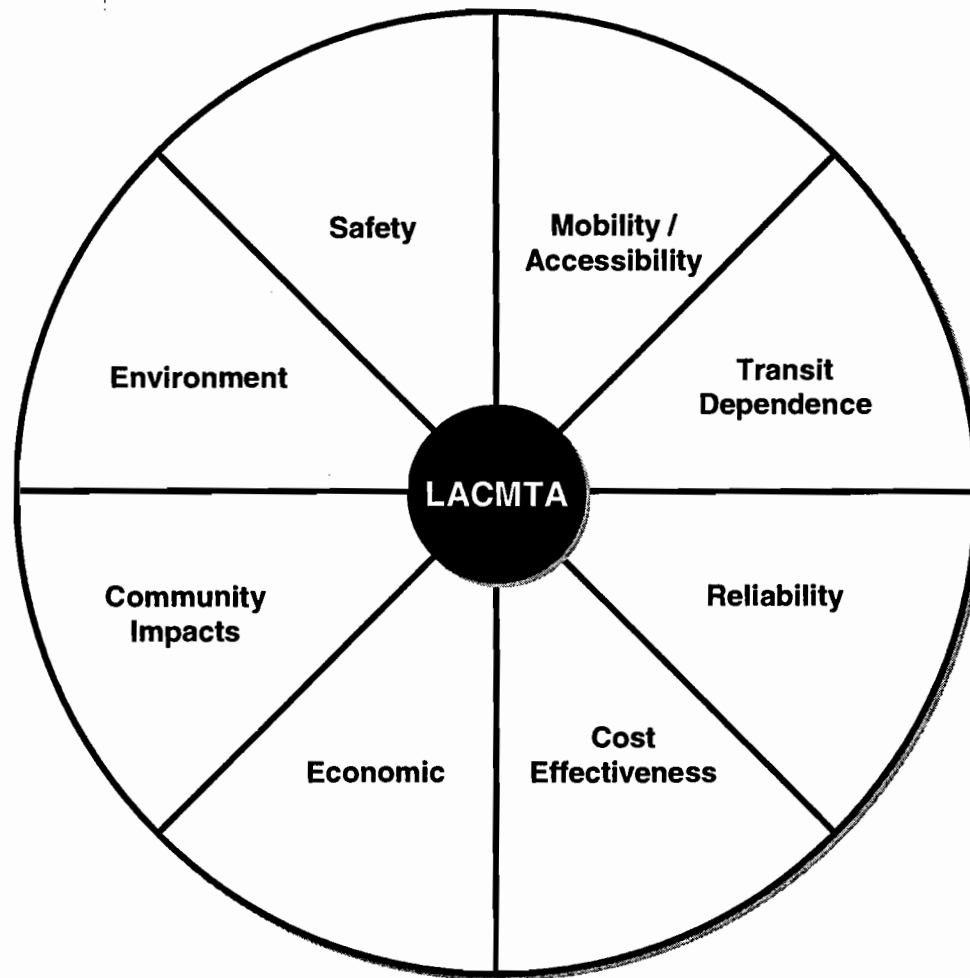 Safety
Mobility /
Accessibility
Environment
Transit
Dependence
LACMTA
Community
Impacts
Reliability
Economic
Cost
Effectiveness